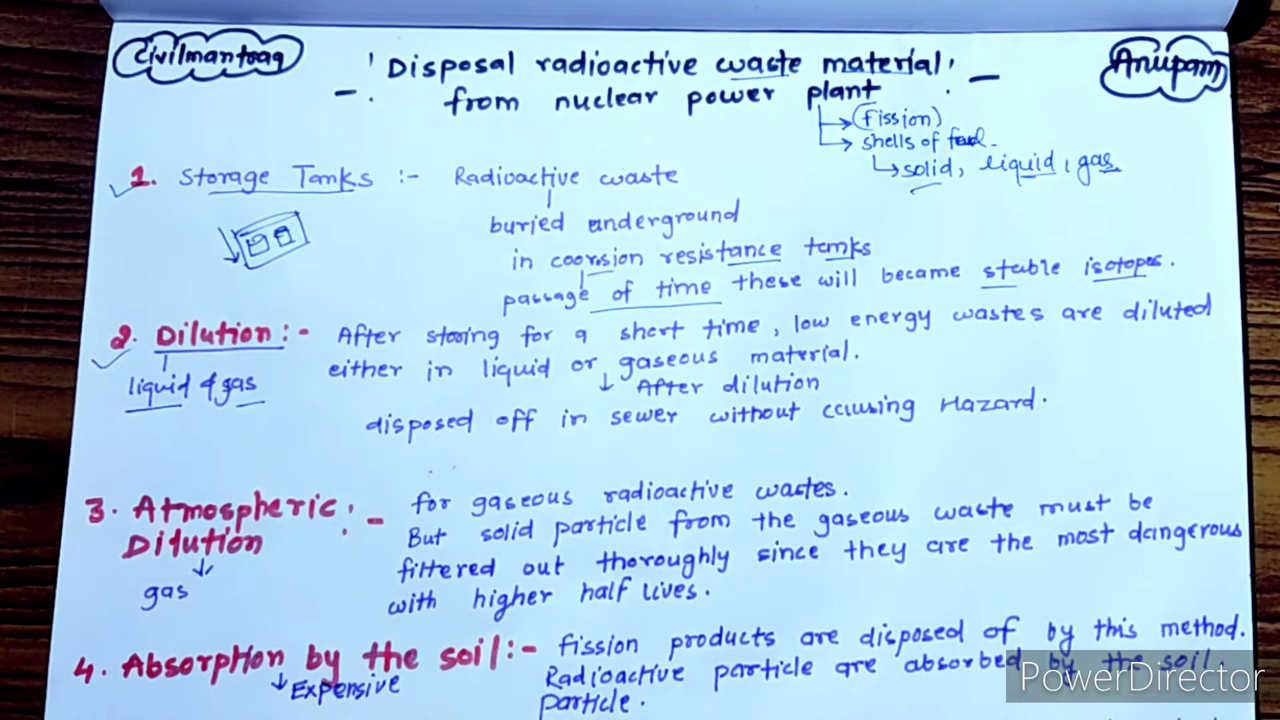 Civilmantraa
'Disposal radioactive waste material'
from nuclear power plant
Anupam
(fission)
shells of fuel
solid, liquid, gas
1. Storage Tanks :- Radioactive waste
buried underground
in coorosion resistance tanks
passage of time these will became stable isotopes.
2. Dilution :- After storing for a short time, low energy wastes are diluted
either in liquid or gaseous material.
liquid & gas
After dilution
disposed off in sewer without causing Hazard.
3. Atmospheric Dilution :- for gaseous radioactive wastes.
But solid particle from the gaseous waste must be
filtered out thoroughly since they are the most dangerous
with higher half lives.
gas
4. Absorption by the soil :- fission products are disposed of by this method.
Radioactive particle are absorbed by the soil
particle.
Expensive
PowerDirector